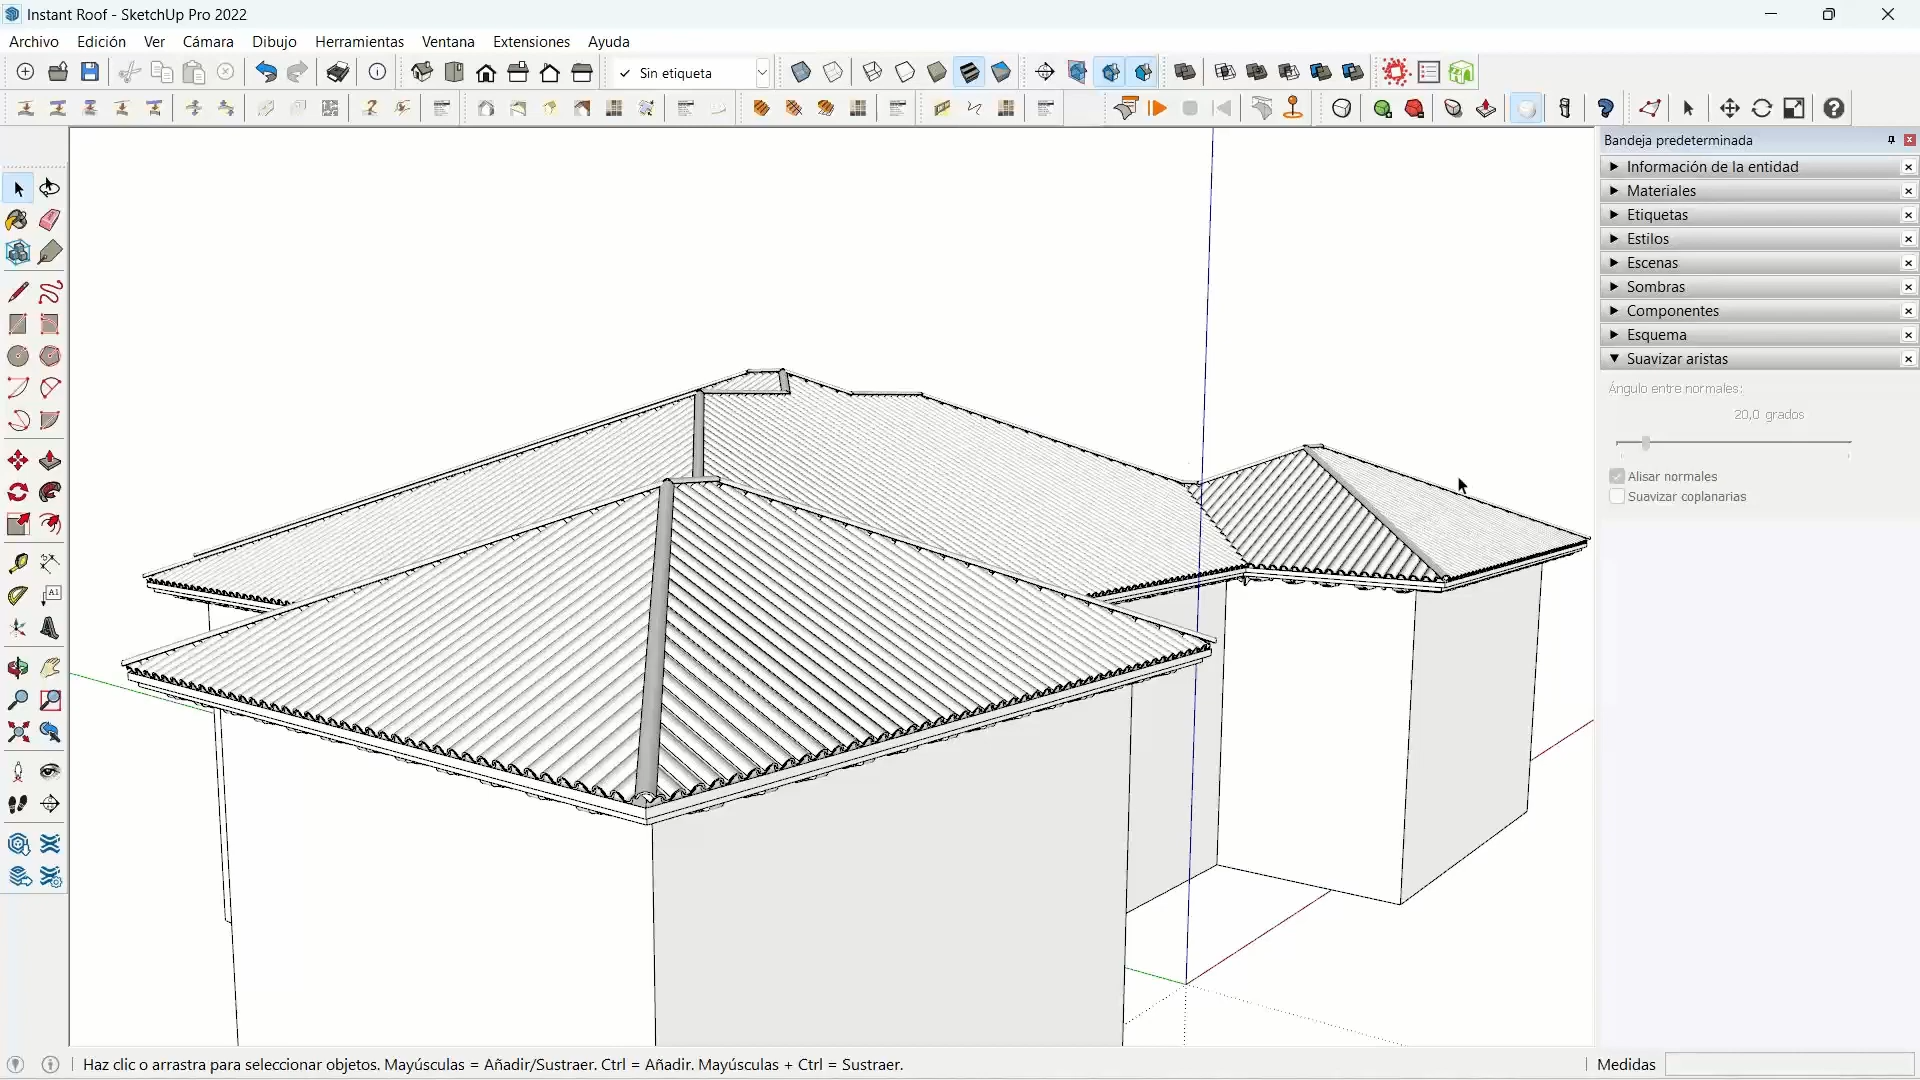 Instant Roof - SketchUp Pro 2022
Archivo Edición Ver Cámara Dibujo Herramientas Ventana Extensiones Ayuda
Sin etiqueta
Bandeja predeterminada
Información de la entidad
Materiales
Etiquetas
Estilos
Escenas
Sombras
Componentes
Esquema
Suavizar aristas
Ángulo entre normales:
20,0 grados
Alisar normales
Suavizar coplanarias
Haz clic o arrastra para seleccionar objetos. Mayúsculas = Añadir/Sustraer. Ctrl = Añadir. Mayúsculas + Ctrl = Sustraer.
Medidas